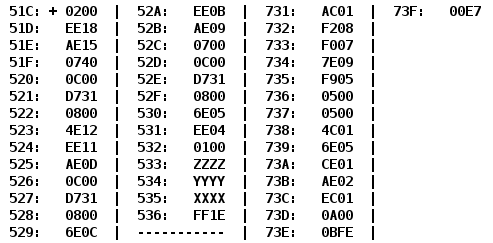 51C: + 0200 | 52A: EE0B | 731: AC01 | 73F: 00E7
51D: EE18 | 52B: AE09 | 732: F208 |
51E: AE15 | 52C: 0700 | 733: F007 |
51F: 0740 | 52D: 0C00 | 734: 7E09 |
520: 0C00 | 52E: D731 | 735: F905 |
521: D731 | 52F: 0800 | 736: 0500 |
522: 0800 | 530: 6E05 | 737: 0500 |
523: 4E12 | 531: EE04 | 738: 4C01 |
524: EE11 | 532: 0100 | 739: 6E05 |
525: AE0D | 533: ZZZZ | 73A: CE01 |
526: 0C00 | 534: YYYY | 73B: AE02 |
527: D731 | 535: XXXX | 73C: EC01 |
528: 0800 | 536: FF1E | 73D: 0A00 |
529: 6E0C | ----------- | 73E: 0BFE |